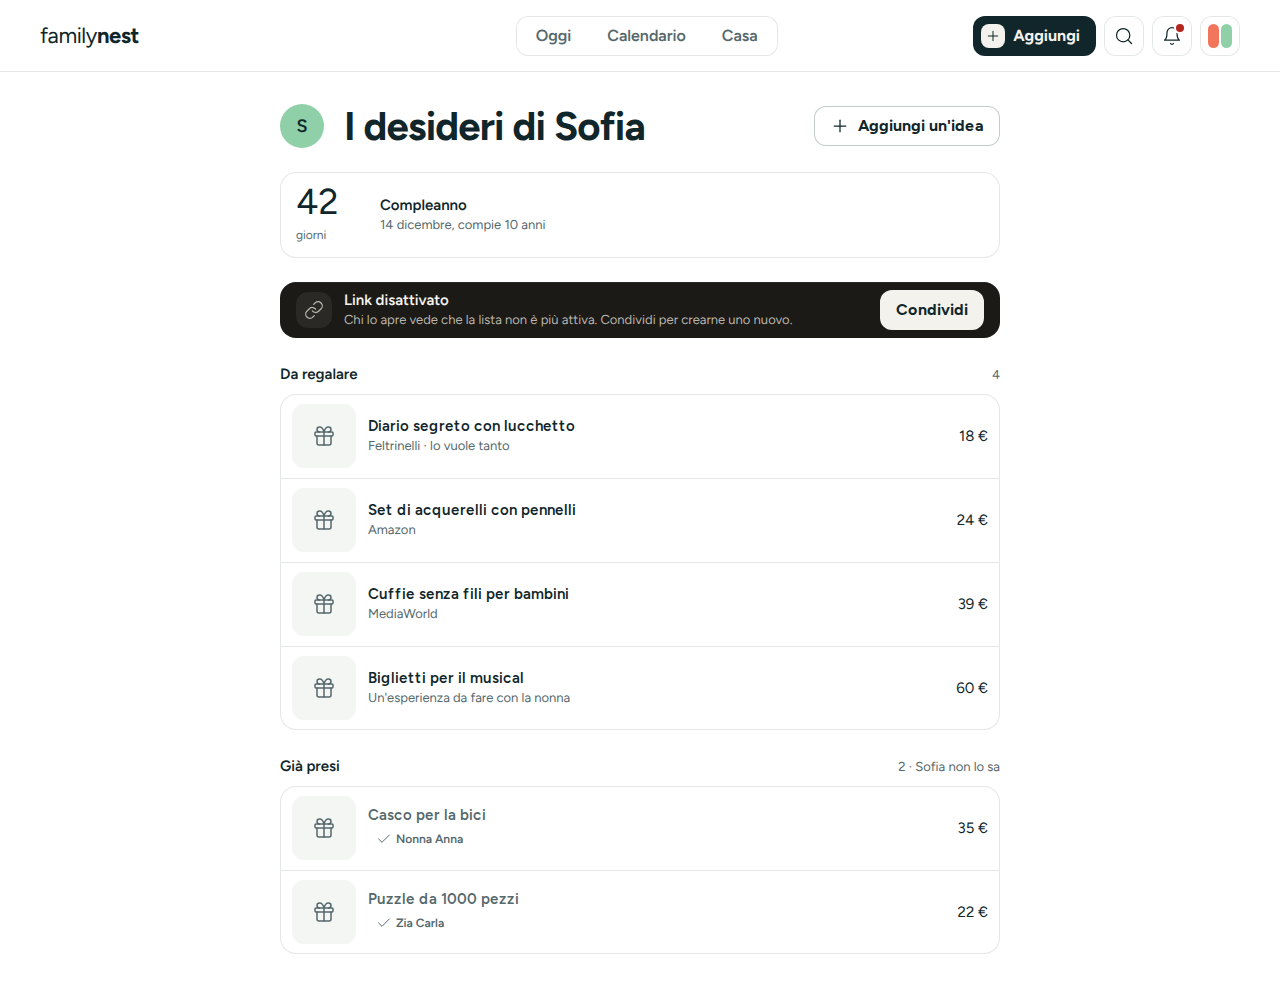 familynest
Oggi
Calendario
Casa
Aggiungi
S
I desideri di Sofia
Aggiungi un'idea
42
giorni
Compleanno
14 dicembre, compie 10 anni
Link disattivato
Chi lo apre vede che la lista non è più attiva. Condividi per crearne uno nuovo.
Condividi
Da regalare
4
Diario segreto con lucchetto
Feltrinelli · lo vuole tanto
18 €
Set di acquerelli con pennelli
Amazon
24 €
Cuffie senza fili per bambini
MediaWorld
39 €
Biglietti per il musical
Un'esperienza da fare con la nonna
60 €
Già presi
2 · Sofia non lo sa
Casco per la bici
Nonna Anna
35 €
Puzzle da 1000 pezzi
Zia Carla
22 €